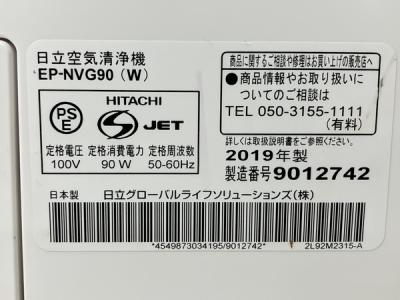 日立空気清浄機
EP-NVG90 (W)
PS
E
HITACHI
S JET
定格電圧 定格消費電力 定格周波数
100V 90 W 50-60Hz
商品に関するご相談や修理はお買い上げの販売店へ
●商品情報やお取り扱いに
ついてのご相談は
TEL 050-3155-1111
(有料)
詳しくは取扱説明書をご覧ください。
2019年製
製造番号9012742
日本製 日立グローバルライフソリューションズ(株)
*4549873034195/9012742*
2L92M2315-A